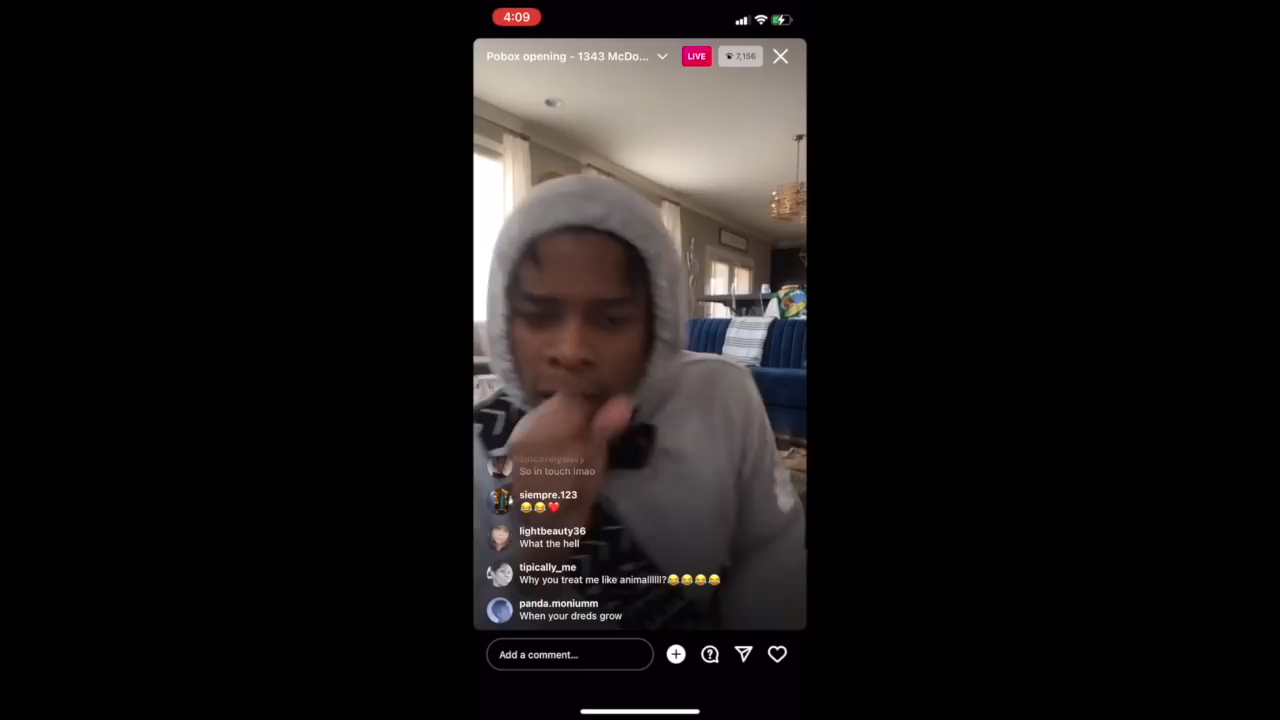 4:09
Pobox opening - 1343 McDo...
LIVE
7,156
So in touch lmao
siempre.123
😂😂❤️
lightbeauty36
What the hell
tipically_me
Why you treat me like animallllll?😂😂😂😂
panda.moniumm
When your dreds grow
Add a comment...